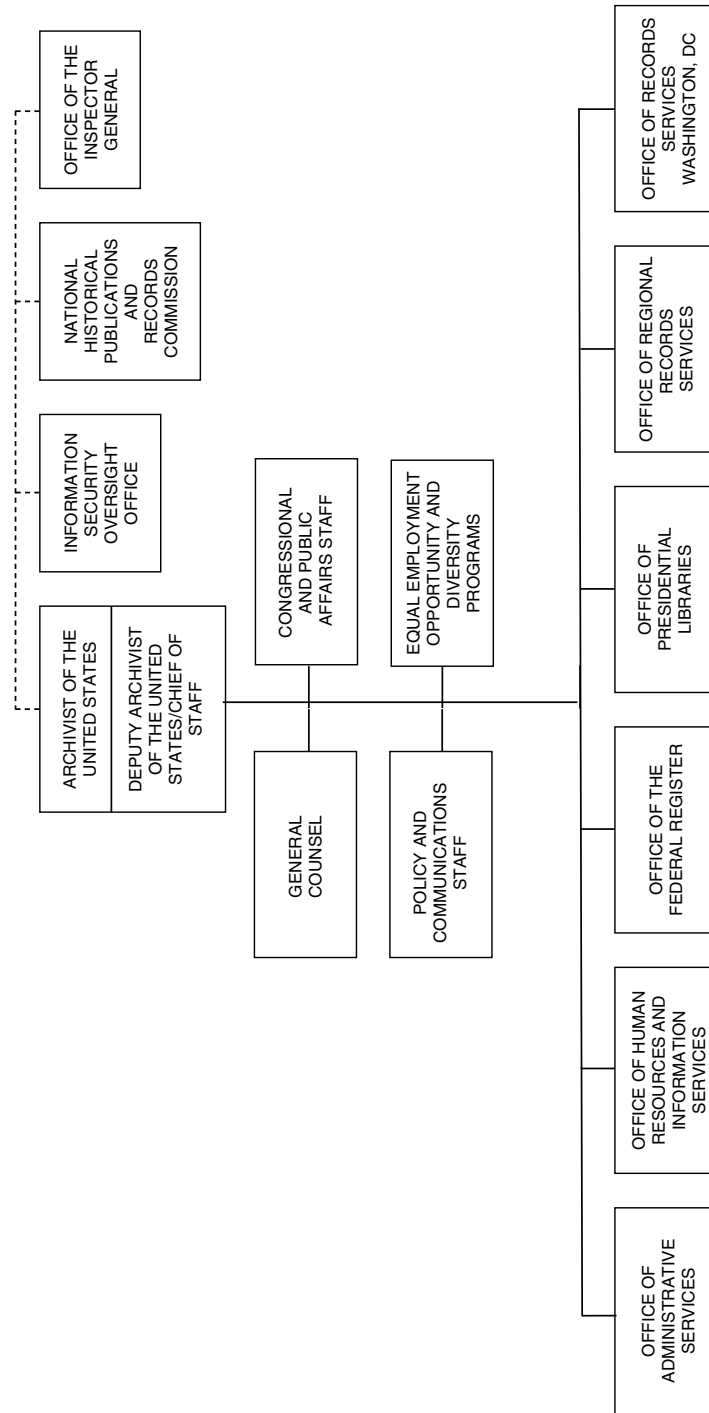 ARCHIVIST OF THE
UNITED STATES
DEPUTY ARCHIVIST
OF THE UNITED
STATES/CHIEF OF
STAFF
INFORMATION
SECURITY
OVERSIGHT
OFFICE
NATIONAL
HISTORICAL
PUBLICATIONS
AND
RECORDS
COMMISSION
OFFICE OF THE
INSPECTOR
GENERAL
GENERAL
COUNSEL
CONGRESSIONAL
AND PUBLIC
AFFAIRS STAFF
POLICY AND
COMMUNICATIONS
STAFF
EQUAL EMPLOYMENT
OPPORTUNITY AND
DIVERSITY
PROGRAMS
OFFICE OF
ADMINISTRATIVE
SERVICES
OFFICE OF HUMAN
RESOURCES AND
INFORMATION
SERVICES
OFFICE OF THE
FEDERAL REGISTER
OFFICE OF
PRESIDENTIAL
LIBRARIES
OFFICE OF REGIONAL
RECORDS
SERVICES
OFFICE OF RECORDS
SERVICES
WASHINGTON, DC